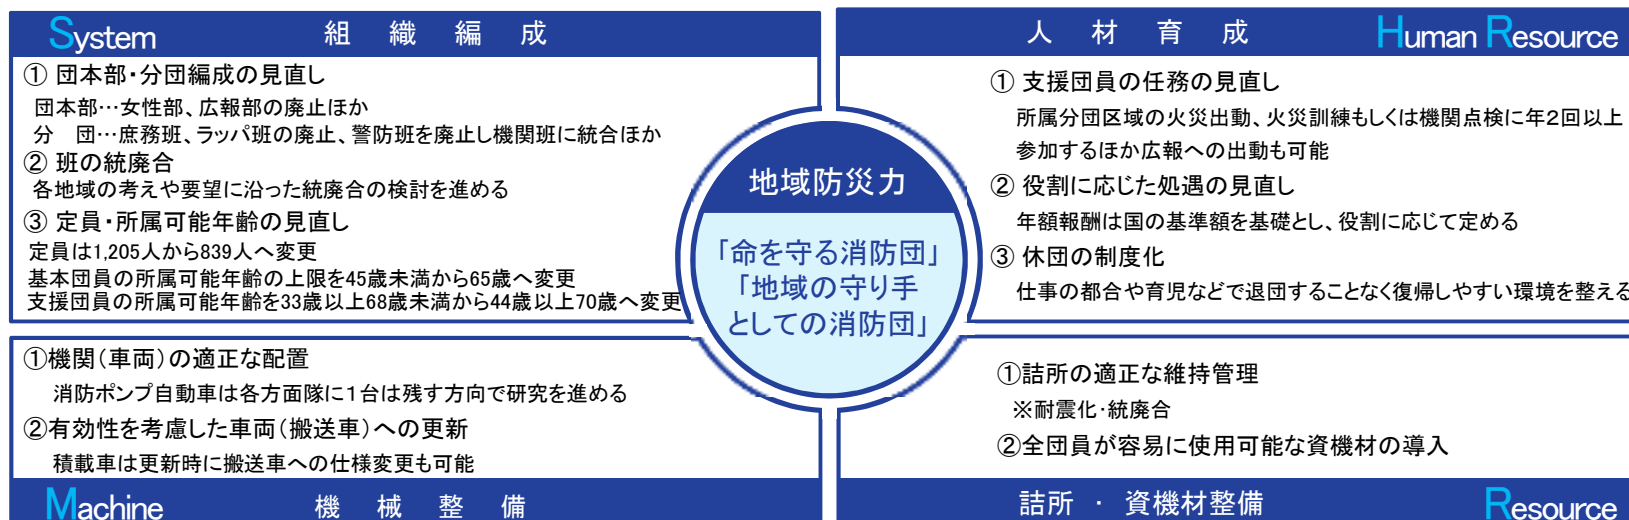 System 組織編成
① 団本部・分団編成の見直し
団本部…女性部、広報部の廃止ほか
分　団…庶務班、ラッパ班の廃止、警防班を廃止し機関班に統合ほか
② 班の統廃合
各地域の考えや要望に沿った統廃合の検討を進める
③ 定員・所属可能年齢の見直し
定員は1,205人から839人へ変更
基本団員の所属可能年齢の上限を45歳未満から65歳へ変更
支援団員の所属可能年齢を33歳以上68歳未満から44歳以上70歳へ変更
人材育成 Human Resource
① 支援団員の任務の見直し
所属分団区域の火災出動、火災訓練もしくは機関点検に年2回以上
参加するほか広報への出動も可能
② 役割に応じた処遇の見直し
年額報酬は国の基準額を基礎とし、役割に応じて定める
③ 休団の制度化
仕事の都合や育児などで退団することなく復帰しやすい環境を整える
地域防災力
「命を守る消防団」
「地域の守り手
としての消防団」
①機関（車両）の適正な配置
消防ポンプ自動車は各方面隊に１台は残す方向で研究を進める
②有効性を考慮した車両（搬送車）への更新
積載車は更新時に搬送車への仕様変更も可能
Machine 機械整備
①詰所の適正な維持管理
※耐震化・統廃合
②全団員が容易に使用可能な資機材の導入
詰所・資機材整備 Resource